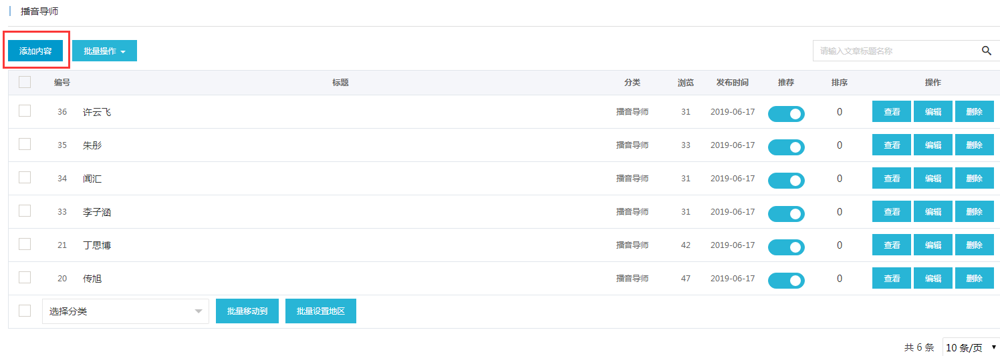 播音导师
添加内容 批量操作 请输入文章标题名称
编号 标题 分类 浏览 发布时间 推荐 排序 操作
36 许云飞 播音导师 31 2019-06-17 0 查看 编辑 删除
35 朱彤 播音导师 33 2019-06-17 0 查看 编辑 删除
34 闻汇 播音导师 31 2019-06-17 0 查看 编辑 删除
33 李子涵 播音导师 31 2019-06-17 0 查看 编辑 删除
21 丁思博 播音导师 42 2019-06-17 0 查看 编辑 删除
20 传旭 播音导师 47 2019-06-17 0 查看 编辑 删除
选择分类 批量移动到 批量设置地区
共 6 条 10 条/页